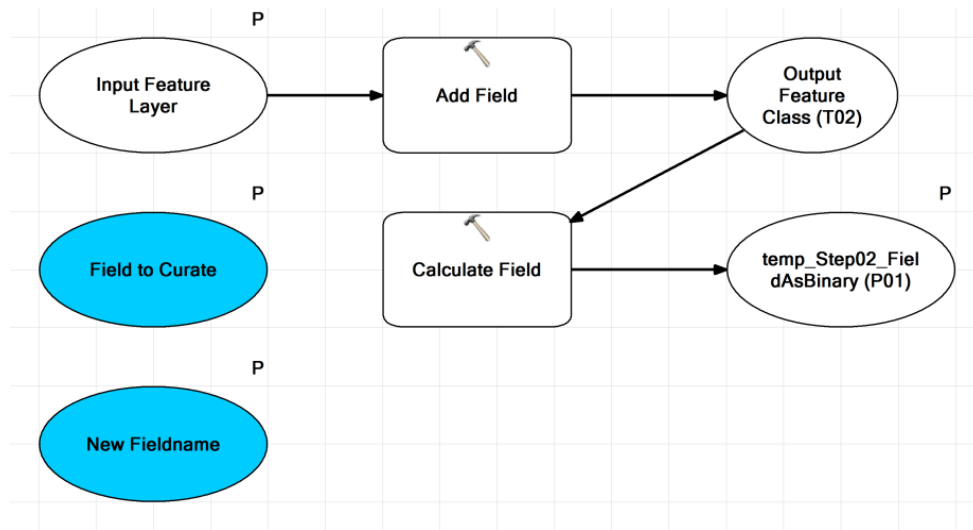 P
Input Feature
Layer
Add Field
Output
Feature
Class (T02)
P
Field to Curate
Calculate Field
P
temp_Step02_Fiel
dAsBinary (P01)
P
New Fieldname